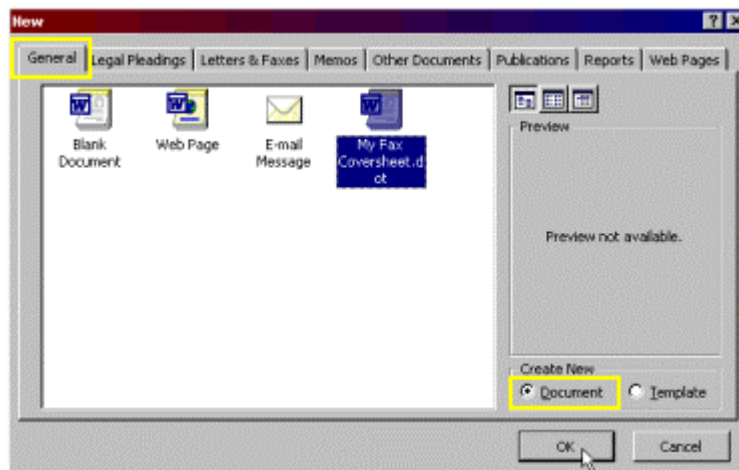 New
General Legal Pleadings Letters & Faxes Memos Other Documents Publications Reports Web Pages
Blank Document
Web Page
E-mail Message
My Fax Coversheet.dot
Preview
Preview not available.
Create New
Document Template
OK Cancel